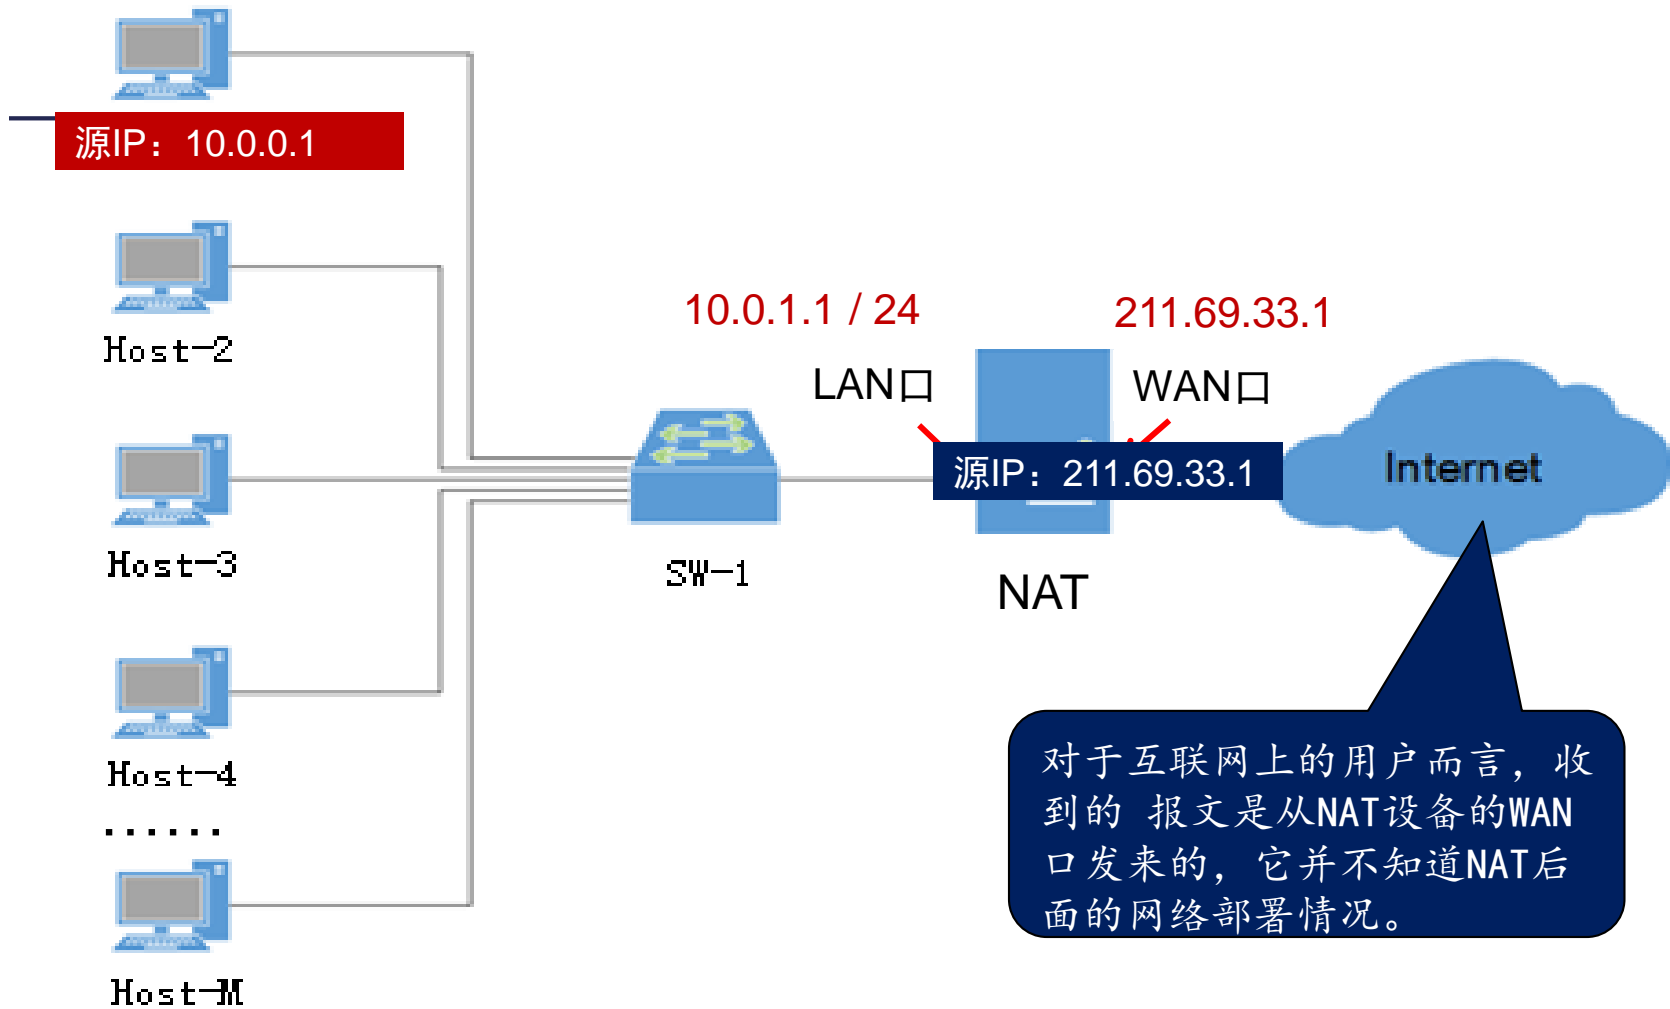 源IP：10.0.0.1
Host-2
10.0.1.1 / 24
211.69.33.1
LAN口
WAN口
源IP：211.69.33.1
Internet
Host-3
SW-1
NAT
Host-4
......
Host-M
对于互联网上的用户而言，收
到的 报文是从NAT设备的WAN
口发来的，它并不知道NAT后
面的网络部署情况。